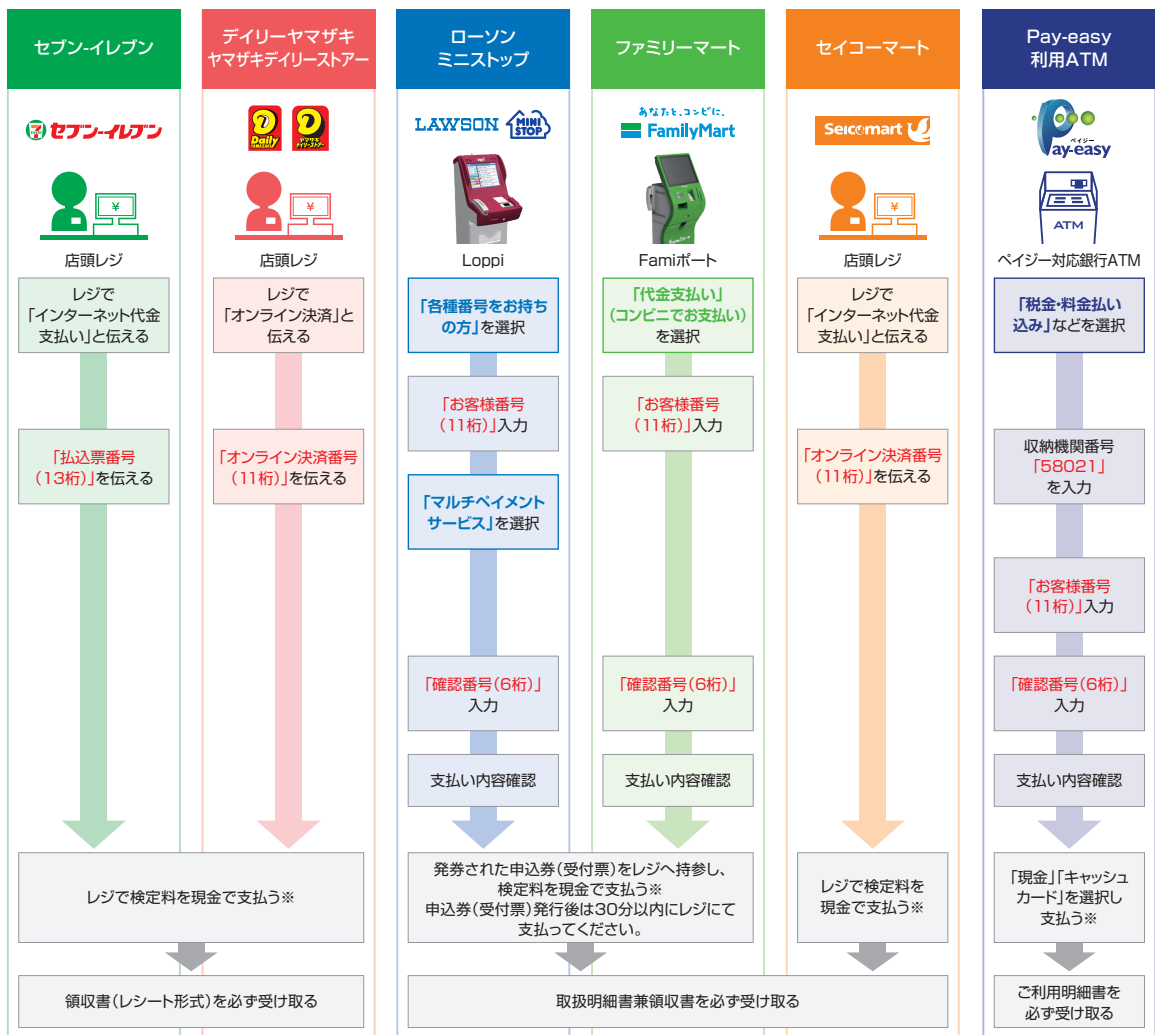 セブン-イレブン
デイリーヤマザキ
ヤマザキデイリーストアー
ローソン
ミニストップ
ファミリーマート
セイコーマート
Pay-easy
利用ATM
セブン-イレブン
Daily
YAMAZAKI
ヤマザキ
デイリーストアー
LAWSON
MINI
STOP
あなたと、コンビに、
FamilyMart
Seicomart
ペイジー
Pay-easy
¥
¥
¥
ATM
店頭レジ
店頭レジ
Loppi
Famiポート
店頭レジ
ペイジー対応銀行ATM
レジで
「インターネット代金
支払い」と伝える
レジで
「オンライン決済」と
伝える
「各種番号をお持ち
の方」を選択
「代金支払い」
(コンビニでお支払い)
を選択
レジで
「インターネット代金
支払い」と伝える
「税金・料金払い
込み」などを選択
「お客様番号
(11桁)」入力
「お客様番号
(11桁)」入力
「払込票番号
(13桁)」を伝える
「オンライン決済番号
(11桁)」を伝える
「マルチペイメント
サービス」を選択
「オンライン決済番号
(11桁)」を伝える
収納機関番号
「58021」
を入力
「お客様番号
(11桁)」入力
「確認番号(6桁)」
入力
「確認番号(6桁)」
入力
「確認番号(6桁)」
入力
支払い内容確認
支払い内容確認
支払い内容確認
レジで検定料を現金で支払う※
発券された申込券(受付票)をレジへ持参し、
検定料を現金で支払う※
申込券(受付票)発行後は30分以内にレジにて
支払ってください。
レジで検定料を
現金で支払う※
「現金」「キャッシュ
カード」を選択し
支払う※
領収書(レシート形式)を必ず受け取る
取扱明細書兼領収書を必ず受け取る
ご利用明細書を
必ず受け取る